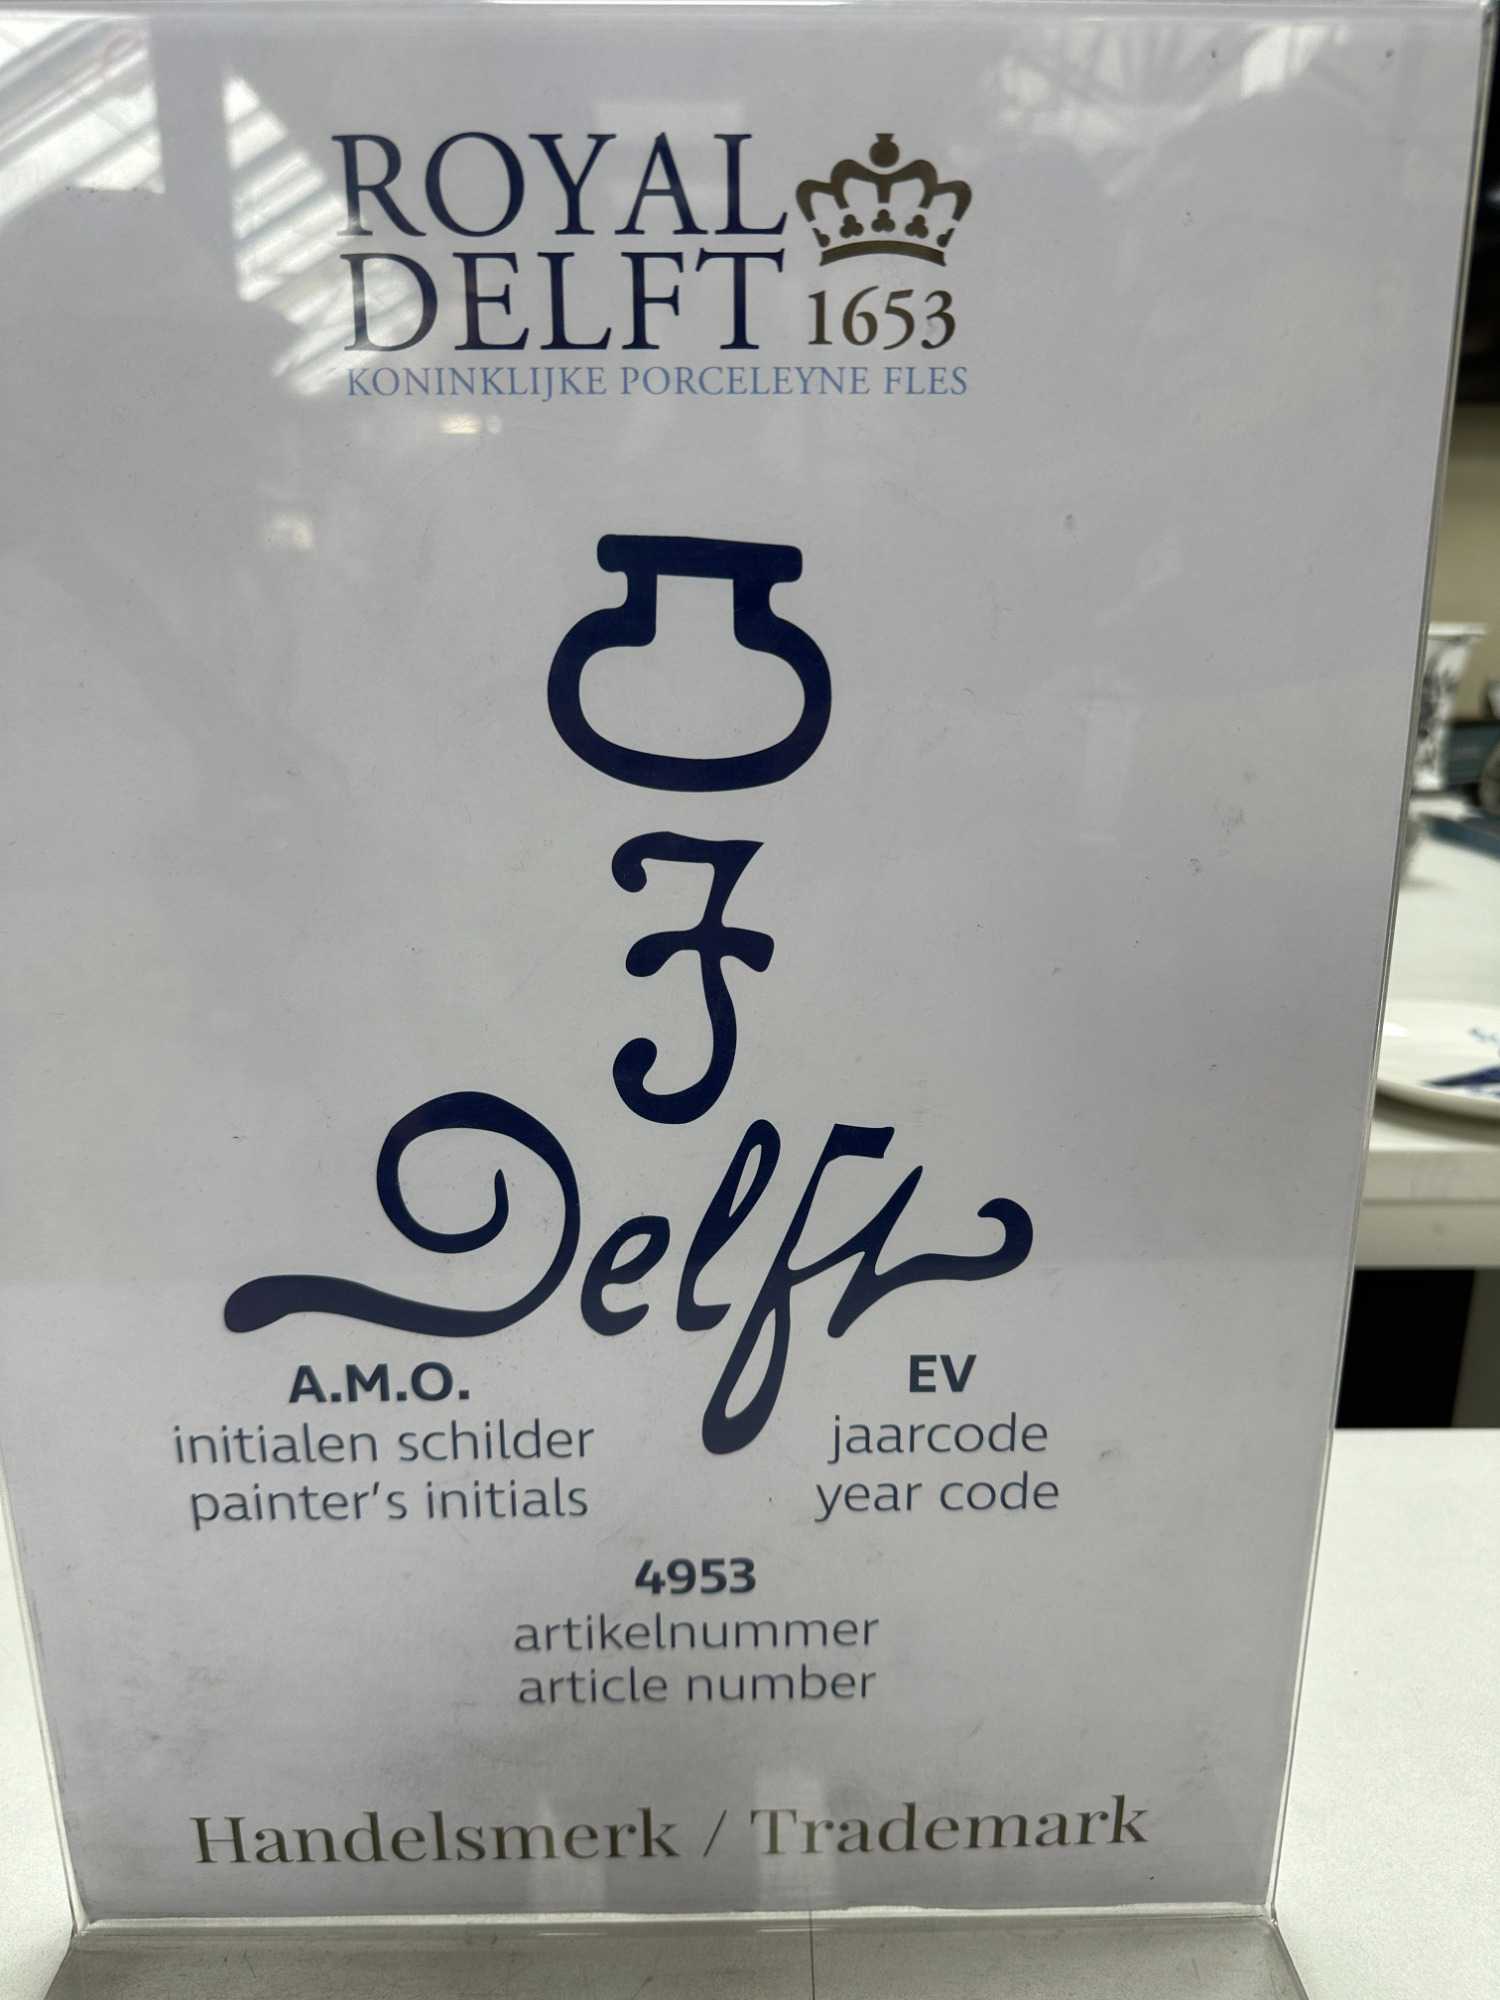 ROYAL
DELFT 1653
KONINKLIJKE PORCELEYNE FLES
Delft
A.M.O.
initialen schilder
painter's initials
EV
jaarcode
year code
4953
artikelnummer
article number
Handelsmerk / Trademark